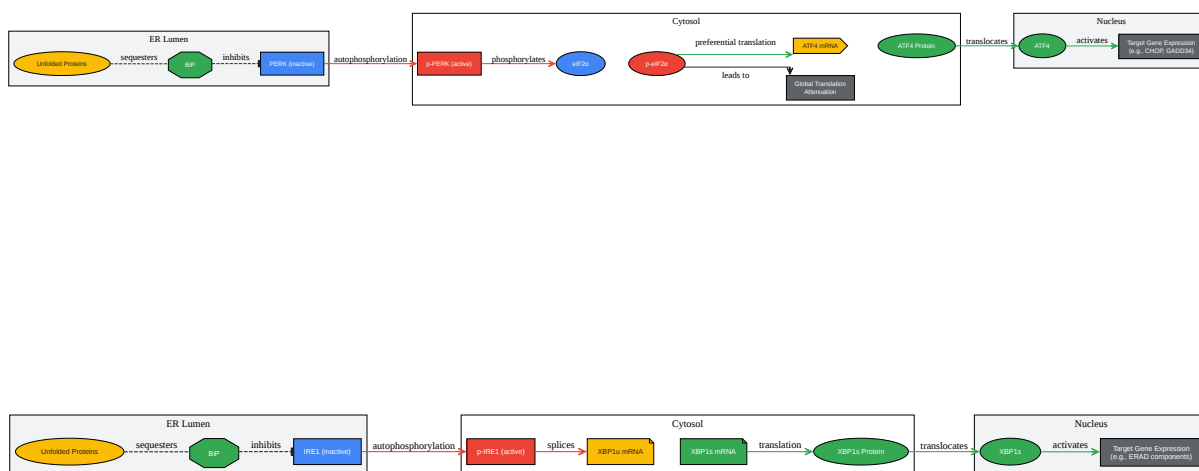 ER Lumen
Unfolded Proteins
sequesters
BiP
inhibits
PERK (inactive)
autophosphorylation
Cytosol
p-PERK (active)
phosphorylates
eIF2α
p-eIF2α
preferential translation
ATF4 mRNA
leads to
Global Translation
Attenuation
ATF4 Protein
translocates
Nucleus
ATF4
activates
Target Gene Expression
(e.g., CHOP, GADD34)
ER Lumen
Unfolded Proteins
sequesters
BiP
inhibits
IRE1 (inactive)
autophosphorylation
Cytosol
p-IRE1 (active)
splices
XBP1u mRNA
XBP1s mRNA
translation
XBP1s Protein
translocates
Nucleus
XBP1s
activates
Target Gene Expression
(e.g., ERAD components)